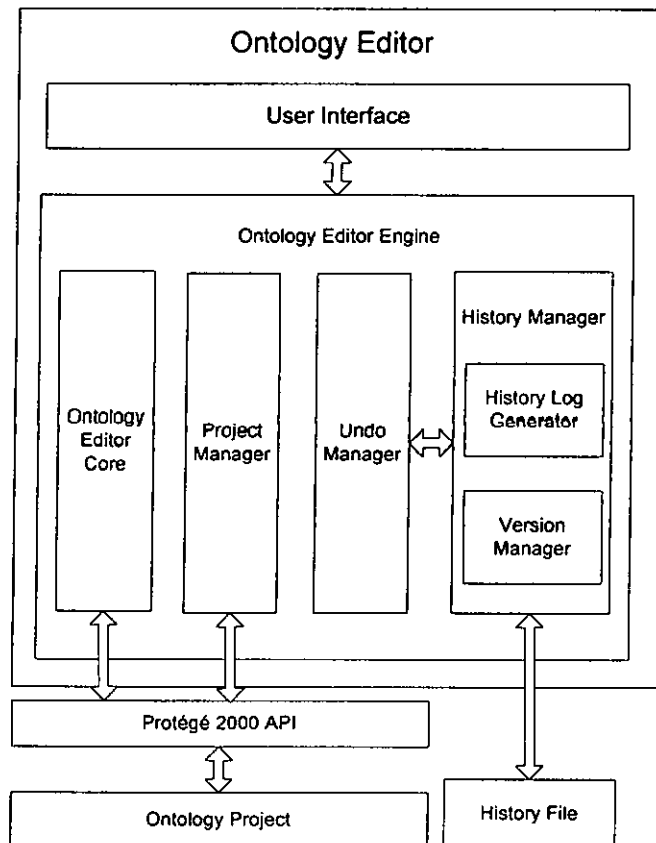 Ontology Editor
User Interface
Ontology Editor Engine
Ontology
Editor
Core
Project
Manager
Undo
Manager
History Manager
History Log
Generator
Version
Manager
Protégé 2000 API
Ontology Project
History File